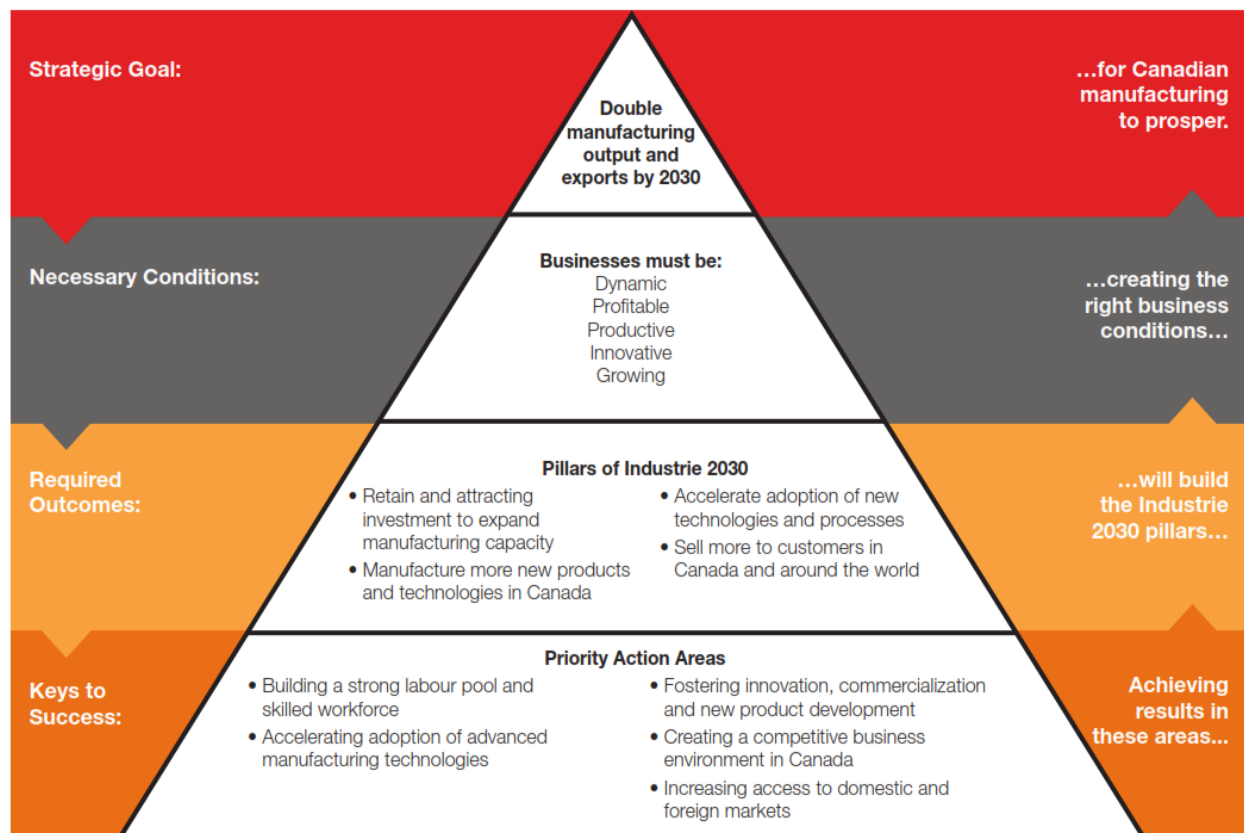 Strategic Goal:
Double
manufacturing
output and
exports by 2030
…for Canadian
manufacturing
to prosper.
Necessary Conditions:
Businesses must be:
Dynamic
Profitable
Productive
Innovative
Growing
…creating the
right business
conditions…
Required
Outcomes:
Pillars of Industrie 2030
• Retain and attracting
investment to expand
manufacturing capacity
• Manufacture more new products
and technologies in Canada
• Accelerate adoption of new
technologies and processes
• Sell more to customers in
Canada and around the world
…will build
the Industrie
2030 pillars…
Keys to
Success:
Priority Action Areas
• Building a strong labour pool and
skilled workforce
• Accelerating adoption of advanced
manufacturing technologies
• Fostering innovation, commercialization
and new product development
• Creating a competitive business
environment in Canada
• Increasing access to domestic and
foreign markets
Achieving
results in
these areas...